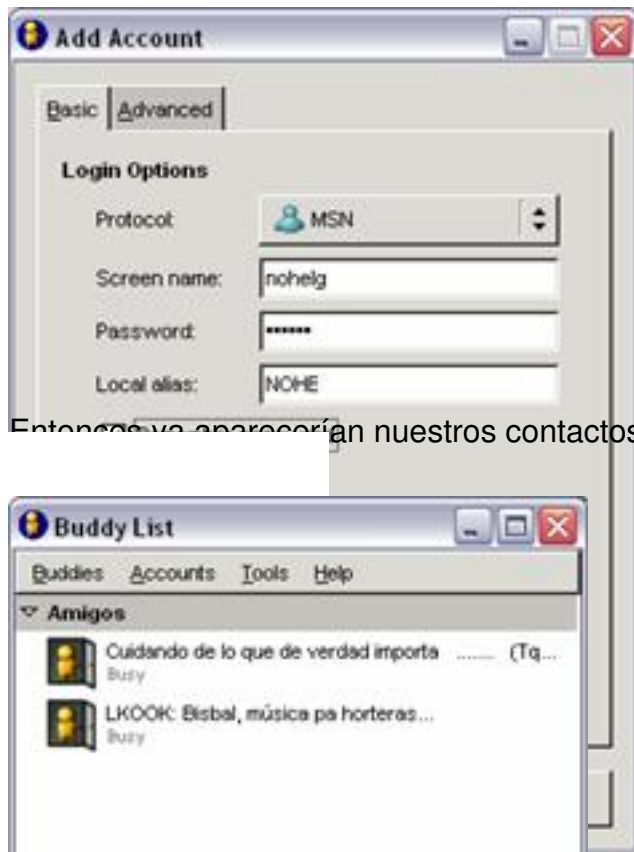 Add Account
Basic Advanced
Login Options
Protocol: MSN
Screen name: nohelg
Password: ••••••
Local alias: NOHE
Entonces ya aparecerían nuestros contactos
Buddy List
Buddies Accounts Tools Help
Amigos
Cuidando de lo que de verdad importa ....... (Tq...
Busy
LKOOK: Bisbal, música pa horteras...
Busy